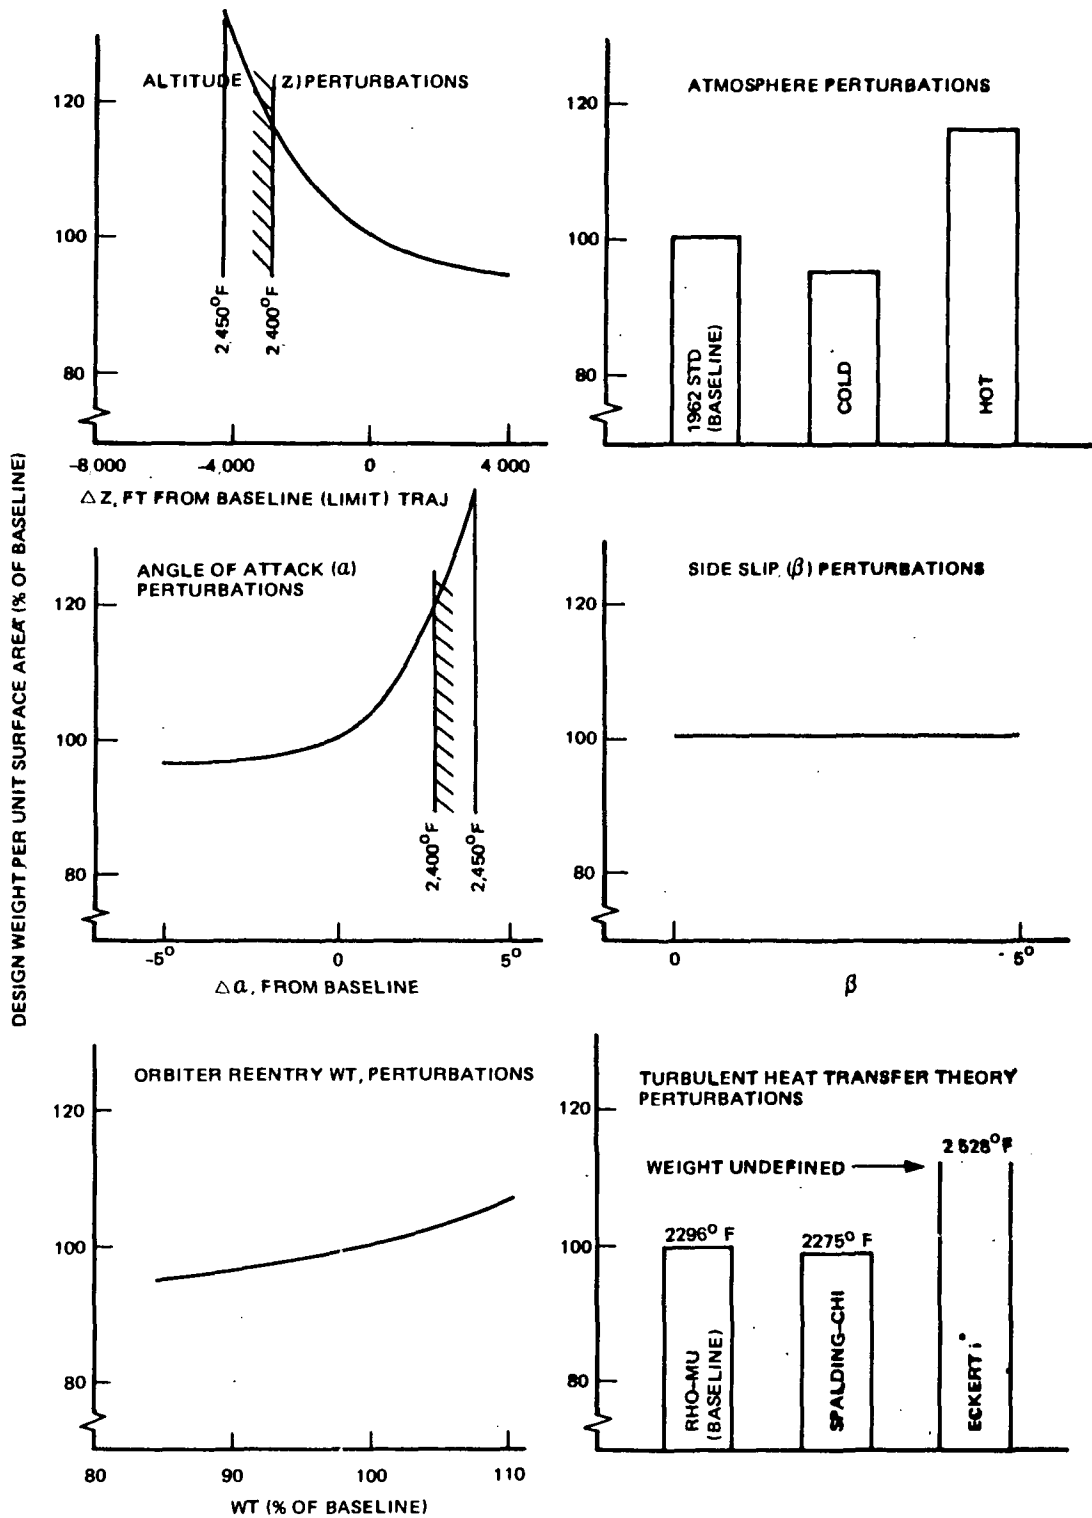 DESIGN WEIGHT PER UNIT SURFACE AREA (% OF BASELINE)
ALTITUDE (Z) PERTURBATIONS
120
100
80
2 450°F
2 400°F
-8,000 -4,000 0 4 000
△Z, FT FROM BASELINE (LIMIT) TRAJ
ATMOSPHERE PERTURBATIONS
120
100
80
1962 STD
(BASELINE)
COLD
HOT
ANGLE OF ATTACK (α)
PERTURBATIONS
120
100
80
2,400°F
2,450°F
-5° 0 5°
△α, FROM BASELINE
SIDE SLIP, (β) PERTURBATIONS
120
100
80
0 5°
β
ORBITER REENTRY WT, PERTURBATIONS
120
100
80
80 90 100 110
WT (% OF BASELINE)
TURBULENT HEAT TRANSFER THEORY
PERTURBATIONS
120
100
80
WEIGHT UNDEFINED
2296° F
2275° F
2 528°F
RHO-MU
(BASELINE)
SPALDING-CHI
ECKERT